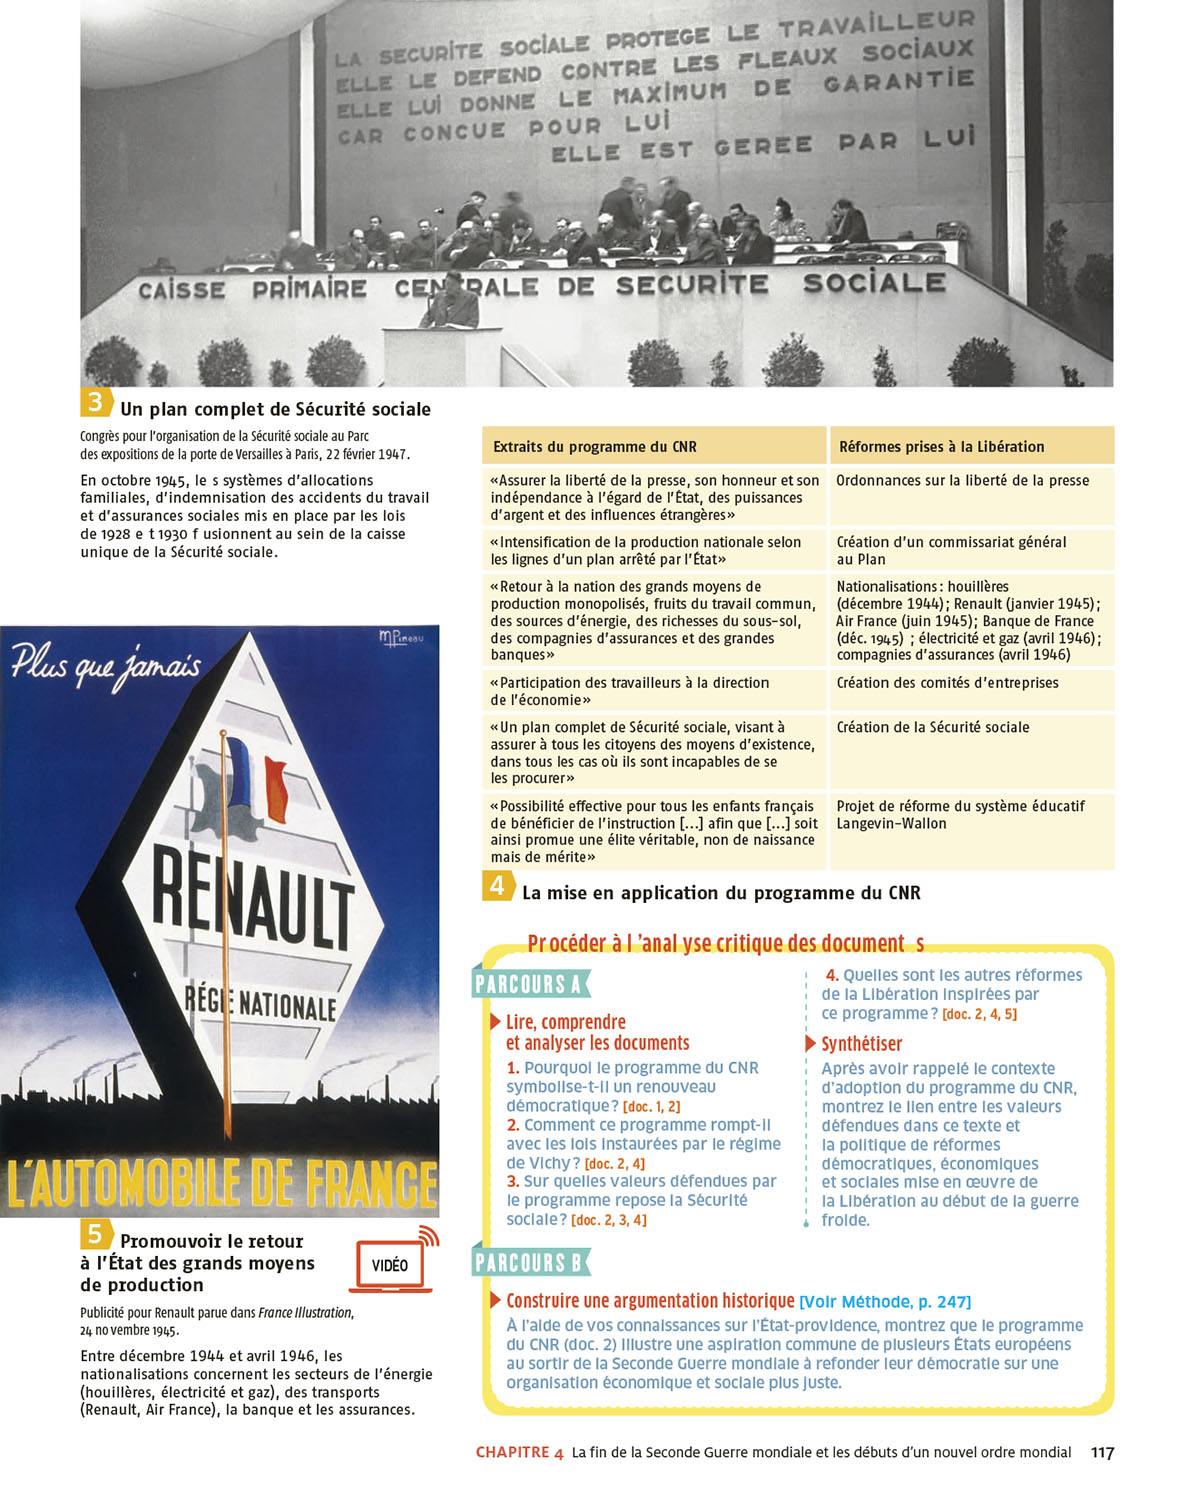 LA SECURITE SOCIALE PROTEGE LE TRAVAILLEUR
ELLE LE DEFEND CONTRE LES FLEAUX SOCIAUX
ELLE LUI DONNE LE MAXIMUM DE GARANTIE
CAR CONCUE POUR LUI
ELLE EST GEREE PAR LUI
CAISSE PRIMAIRE CENTRALE DE SECURITE SOCIALE
3 Un plan complet de Sécurité sociale
Congrès pour l'organisation de la Sécurité sociale au Parc
des expositions de la porte de Versailles à Paris, 22 février 1947.
En octobre 1945, le s systèmes d'allocations
familiales, d'indemnisation des accidents du travail
et d'assurances sociales mis en place par les lois
de 1928 e t 1930 f usionnent au sein de la caisse
unique de la Sécurité sociale.
Plus que jamais
M Pineau
RENAULT
RÉGIE NATIONALE
L'AUTOMOBILE DE FRANCE
5 Promouvoir le retour
à l'État des grands moyens
de production
VIDÉO
Publicité pour Renault parue dans France Illustration,
24 no vembre 1945.
Entre décembre 1944 et avril 1946, les
nationalisations concernent les secteurs de l'énergie
(houillères, électricité et gaz), des transports
(Renault, Air France), la banque et les assurances.
Extraits du programme du CNR
Réformes prises à la Libération
«Assurer la liberté de la presse, son honneur et son
indépendance à l'égard de l'État, des puissances
d'argent et des influences étrangères»
Ordonnances sur la liberté de la presse
«Intensification de la production nationale selon
les lignes d'un plan arrêté par l'État»
Création d'un commissariat général
au Plan
«Retour à la nation des grands moyens de
production monopolisés, fruits du travail commun,
des sources d'énergie, des richesses du sous-sol,
des compagnies d'assurances et des grandes
banques»
Nationalisations: houillères
(décembre 1944); Renault (janvier 1945);
Air France (juin 1945); Banque de France
(déc. 1945) ; électricité et gaz (avril 1946);
compagnies d'assurances (avril 1946)
«Participation des travailleurs à la direction
de l'économie»
Création des comités d'entreprises
«Un plan complet de Sécurité sociale, visant à
assurer à tous les citoyens des moyens d'existence,
dans tous les cas où ils sont incapables de se
les procurer»
Création de la Sécurité sociale
«Possibilité effective pour tous les enfants français
de bénéficier de l'instruction [...] afin que [...] soit
ainsi promue une élite véritable, non de naissance
mais de mérite»
Projet de réforme du système éducatif
Langevin-Wallon
4 La mise en application du programme du CNR
Pr océder à l 'anal yse critique des document s
PARCOURS A
Lire, comprendre
et analyser les documents
1. Pourquoi le programme du CNR
symbolise-t-il un renouveau
démocratique? [doc. 1, 2]
2. Comment ce programme rompt-il
avec les lois instaurées par le régime
de Vichy? [doc. 2, 4]
3. Sur quelles valeurs défendues par
le programme repose la Sécurité
sociale? [doc. 2, 3, 4]
4. Quelles sont les autres réformes
de la Libération inspirées par
ce programme? [doc. 2, 4, 5]
Synthétiser
Après avoir rappelé le contexte
d'adoption du programme du CNR,
montrez le lien entre les valeurs
défendues dans ce texte et
la politique de réformes
démocratiques, économiques
et sociales mise en œuvre de
la Libération au début de la guerre
froide.
PARCOURS B
Construire une argumentation historique [Voir Méthode, p. 247]
À l'aide de vos connaissances sur l'État-providence, montrez que le programme
du CNR (doc. 2) illustre une aspiration commune de plusieurs États européens
au sortir de la Seconde Guerre mondiale à refonder leur démocratie sur une
organisation économique et sociale plus juste.
CHAPITRE 4 La fin de la Seconde Guerre mondiale et les débuts d'un nouvel ordre mondial 117